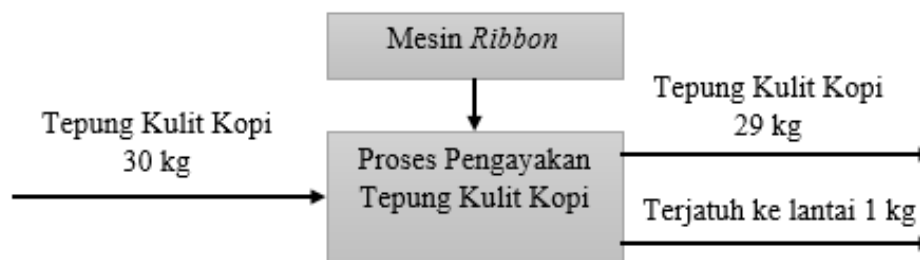 Mesin Ribbon
Tepung Kulit Kopi
30 kg
Proses Pengayakan
Tepung Kulit Kopi
Tepung Kulit Kopi
29 kg
Terjatuh ke lantai 1 kg